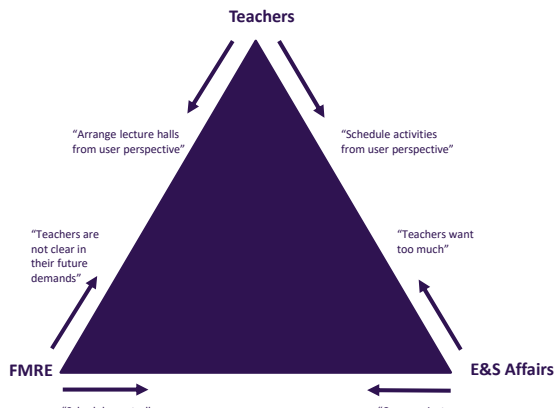 Teachers
“Arrange lecture halls
from user perspective”
“Schedule activities
from user perspective”
“Teachers are
not clear in
their future
demands”
“Teachers want
too much”
FMRE
E&S Affairs